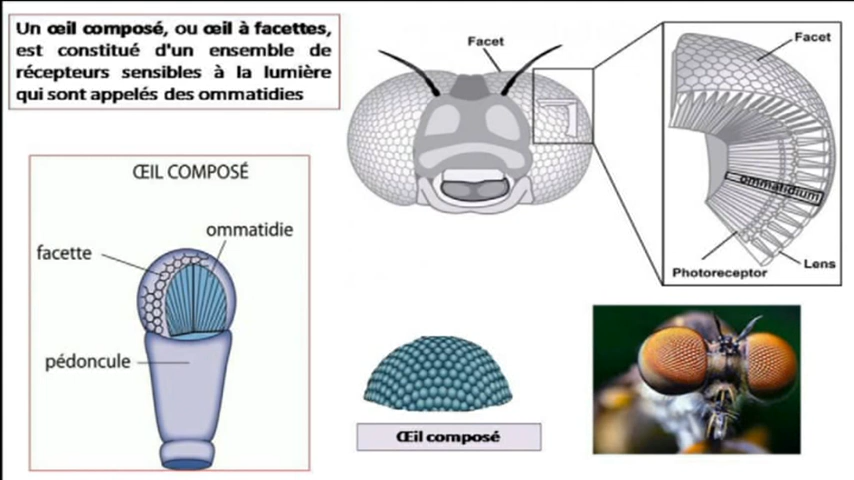 Un œil composé, ou œil à facettes,
est constitué d'un ensemble de
récepteurs sensibles à la lumière
qui sont appelés des ommatidies
Facet
Facet
ommatidium
Lens
Photoreceptor
ŒIL COMPOSÉ
ommatidie
facette
pédoncule
Œil composé